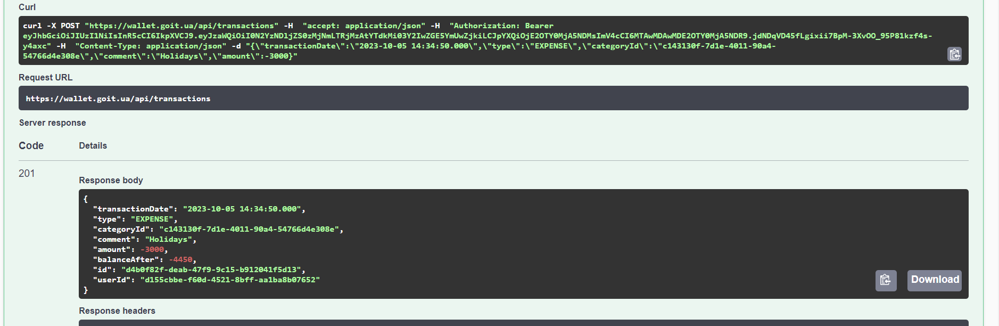 Curl
curl -X POST "https://wallet.goit.ua/api/transactions" -H  "accept: application/json" -H  "Authorization: Bearer
eyJhbGciOiJIUzI1NiIsInR5cCI6IkpXVCJ9.eyJzaWQiOiI0N2YzNDljZS0zMjNmLTRjMzAtYTdkMi03Y2IwZGE5YmUwZjkiLCJpYXQiOjE2OTY0MjA5NDMsImV4cCI6MTAwMDAwMDE2OTY0MjA5NDR9.jdNDqVD45fLgixii7BpM-3XvOO_95P81kzf4s-
y4axc" -H  "Content-Type: application/json" -d "{\"transactionDate\":\"2023-10-05 14:34:50.000\",\"type\":\"EXPENSE\",\"categoryId\":\"c143130f-7d1e-4011-90a4-
54766d4e308e\",\"comment\":\"Holidays\",\"amount\":-3000}"
Request URL
https://wallet.goit.ua/api/transactions
Server response
Code Details
201
Response body
{
"transactionDate": "2023-10-05 14:34:50.000",
"type": "EXPENSE",
"categoryId": "c143130f-7d1e-4011-90a4-54766d4e308e",
"comment": "Holidays",
"amount": -3000,
"balanceAfter": -4450,
"id": "d4b0f82f-deab-47f9-9c15-b912041f5d13",
"userId": "d155cbbe-f60d-4521-8bff-aa1ba8b07652"
}
Download
Response headers